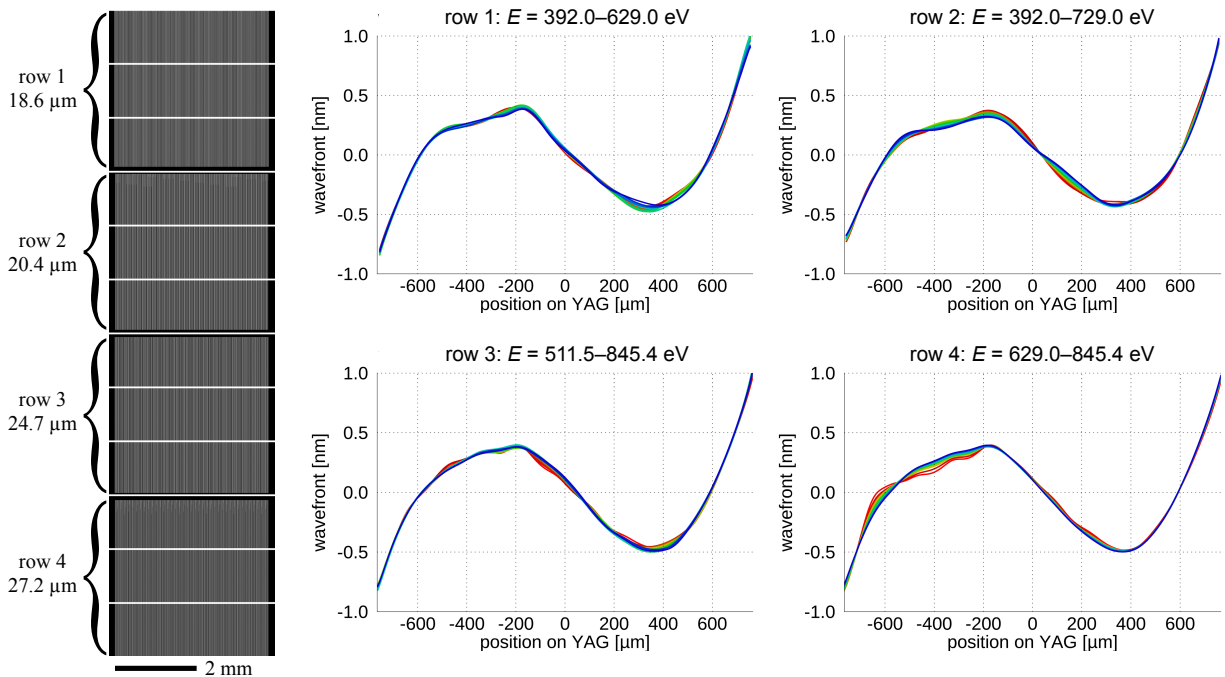 row 1
18.6 µm
row 2
20.4 µm
row 3
24.7 µm
row 4
27.2 µm
2 mm
row 1: E = 392.0–629.0 eV
wavefront [nm]
1.0
0.5
0.0
-0.5
-1.0
-600 -400 -200 0 200 400 600
position on YAG [µm]
row 2: E = 392.0–729.0 eV
wavefront [nm]
1.0
0.5
0.0
-0.5
-1.0
-600 -400 -200 0 200 400 600
position on YAG [µm]
row 3: E = 511.5–845.4 eV
wavefront [nm]
1.0
0.5
0.0
-0.5
-1.0
-600 -400 -200 0 200 400 600
position on YAG [µm]
row 4: E = 629.0–845.4 eV
wavefront [nm]
1.0
0.5
0.0
-0.5
-1.0
-600 -400 -200 0 200 400 600
position on YAG [µm]